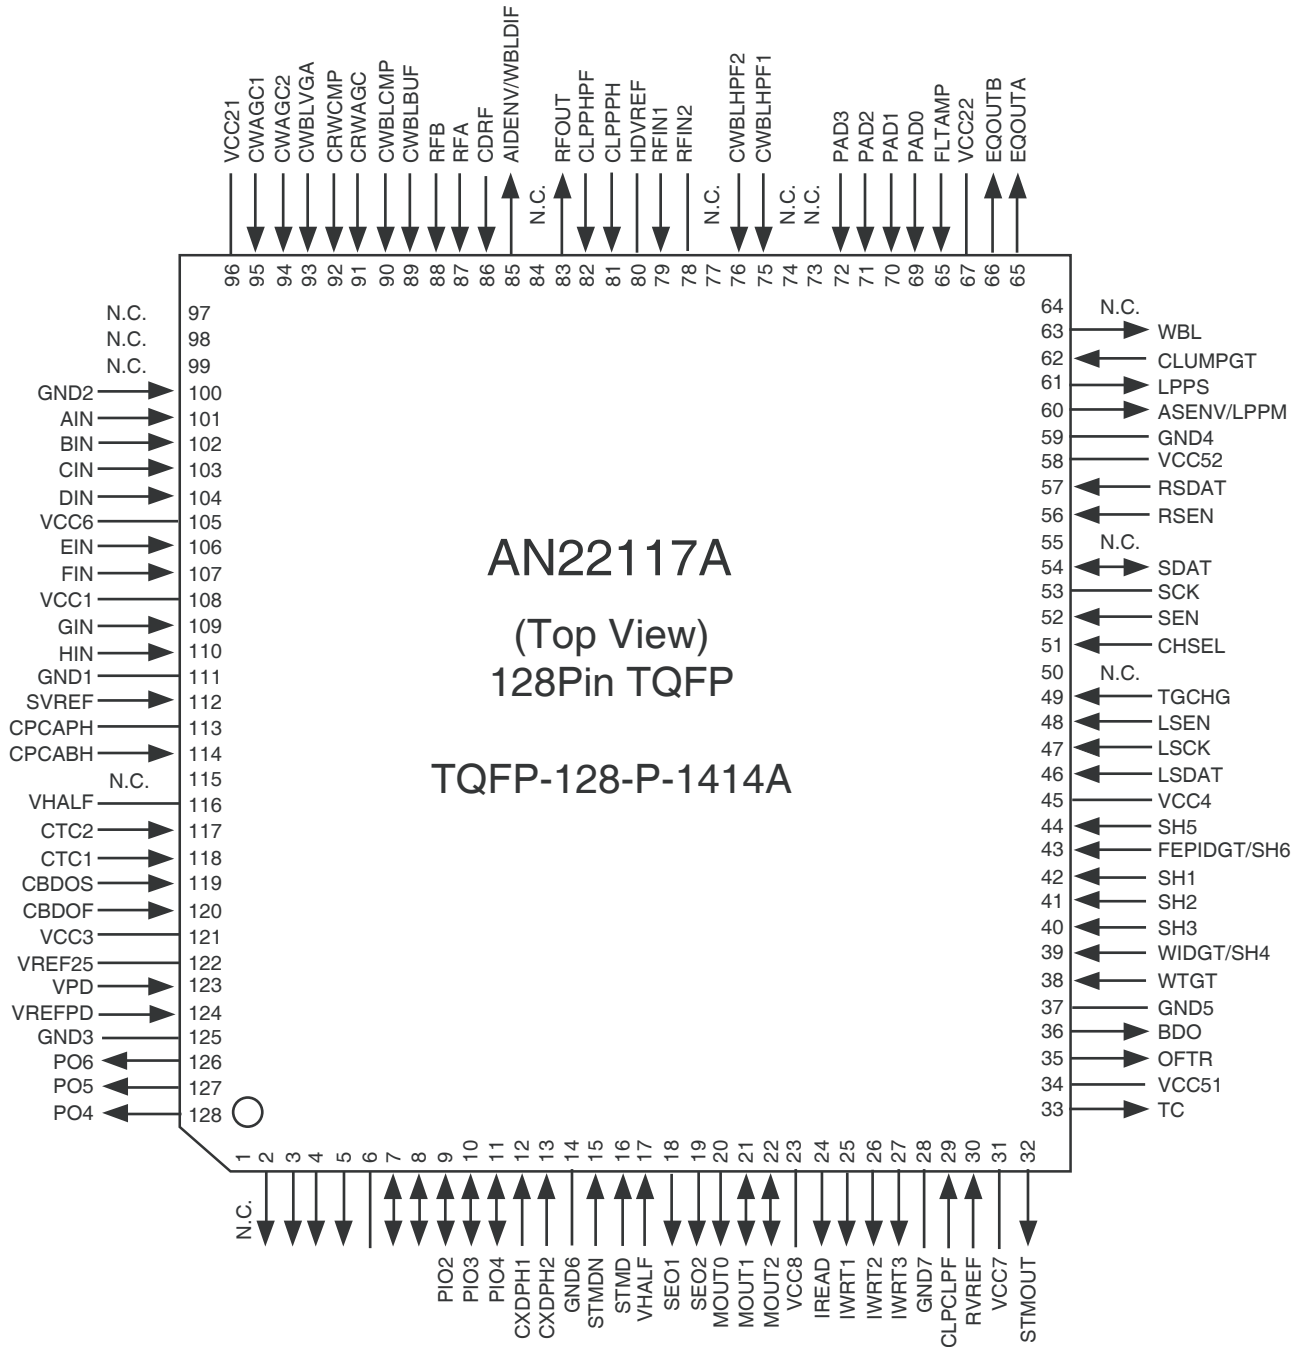 VCC21
CWAGC1
CWAGC2
CWBLVGA
CRWCMP
CRWAGC
CWBLCMP
CWBLBUF
RFB
RFA
CDRF
AIDENV/WBLDIF
N.C.
RFOUT
CLPPHPF
CLPPPH
HDVREF
RFIN1
RFIN2
N.C.
CWBLHPF2
CWBLHPF1
N.C.
N.C.
PAD3
PAD2
PAD1
PAD0
FLTAMP
VCC22
EQOUTB
EQOUTA
96 95 94 93 92 91 90 89 88 87 86 85 84 83 82 81 80 79 78 77 76 75 74 73 72 71 70 69 65 67 66 65
N.C. 97
N.C. 98
N.C. 99
GND2 100
AIN 101
BIN 102
CIN 103
DIN 104
VCC6 105
EIN 106
FIN 107
VCC1 108
GIN 109
HIN 110
GND1 111
SVREF 112
CPCAPH 113
CPCABH 114
N.C. 115
VHALF 116
CTC2 117
CTC1 118
CBDOS 119
CBDOF 120
VCC3 121
VREF25 122
VPD 123
VREFPD 124
GND3 125
PO6 126
PO5 127
PO4 128
AN22117A
(Top View)
128Pin TQFP
TQFP-128-P-1414A
64 N.C.
63 WBL
62 CLUMPGT
61 LPPS
60 ASENV/LPPM
59 GND4
58 VCC52
57 RSDAT
56 RSEN
55 N.C.
54 SDAT
53 SCK
52 SEN
51 CHSEL
50 N.C.
49 TGCHG
48 LSEN
47 LSCK
46 LSDAT
45 VCC4
44 SH5
43 FEPIDGT/SH6
42 SH1
41 SH2
40 SH3
39 WIDGT/SH4
38 WTGT
37 GND5
36 BDO
35 OFTR
34 VCC51
33 TC
1 2 3 4 5 6 7 8 9 10 11 12 13 14 15 16 17 18 19 20 21 22 23 24 25 26 27 28 29 30 31 32
N.C.
PIO2
PIO3
PIO4
CXDPH1
CXDPH2
GND6
STMDN
STMD
VHALF
SEO1
SEO2
MOUT0
MOUT1
MOUT2
VCC8
IREAD
IWRT1
IWRT2
IWRT3
GND7
CLPCLPF
RVREF
VCC7
STMOUT